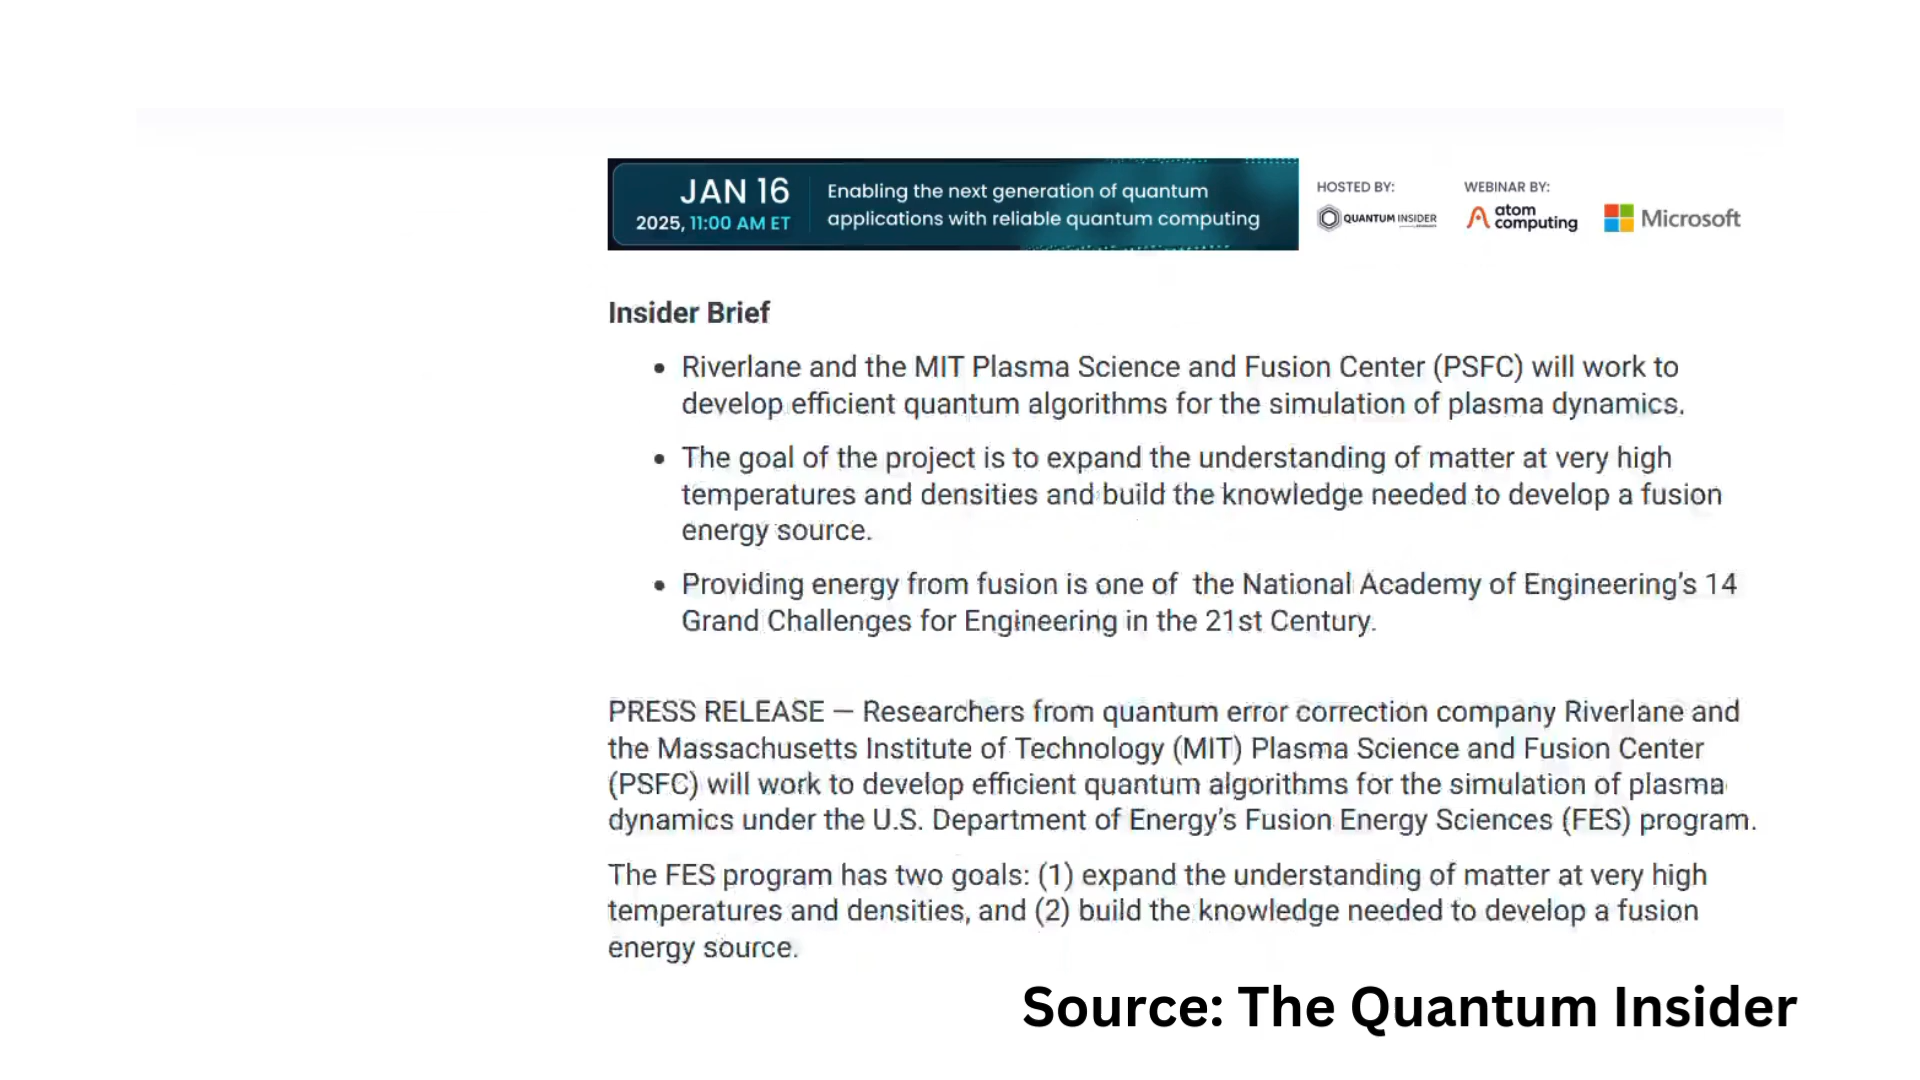 JAN 16
2025, 11:00 AM ET
Enabling the next generation of quantum
applications with reliable quantum computing
HOSTED BY:
QUANTUM INSIDER
WEBINAR BY:
atom
computing
Microsoft
Insider Brief
• Riverlane and the MIT Plasma Science and Fusion Center (PSFC) will work to
develop efficient quantum algorithms for the simulation of plasma dynamics.
• The goal of the project is to expand the understanding of matter at very high
temperatures and densities and build the knowledge needed to develop a fusion
energy source.
• Providing energy from fusion is one of  the National Academy of Engineering’s 14
Grand Challenges for Engineering in the 21st Century.
PRESS RELEASE — Researchers from quantum error correction company Riverlane and
the Massachusetts Institute of Technology (MIT) Plasma Science and Fusion Center
(PSFC) will work to develop efficient quantum algorithms for the simulation of plasma
dynamics under the U.S. Department of Energy’s Fusion Energy Sciences (FES) program.
The FES program has two goals: (1) expand the understanding of matter at very high
temperatures and densities, and (2) build the knowledge needed to develop a fusion
energy source.
Source: The Quantum Insider